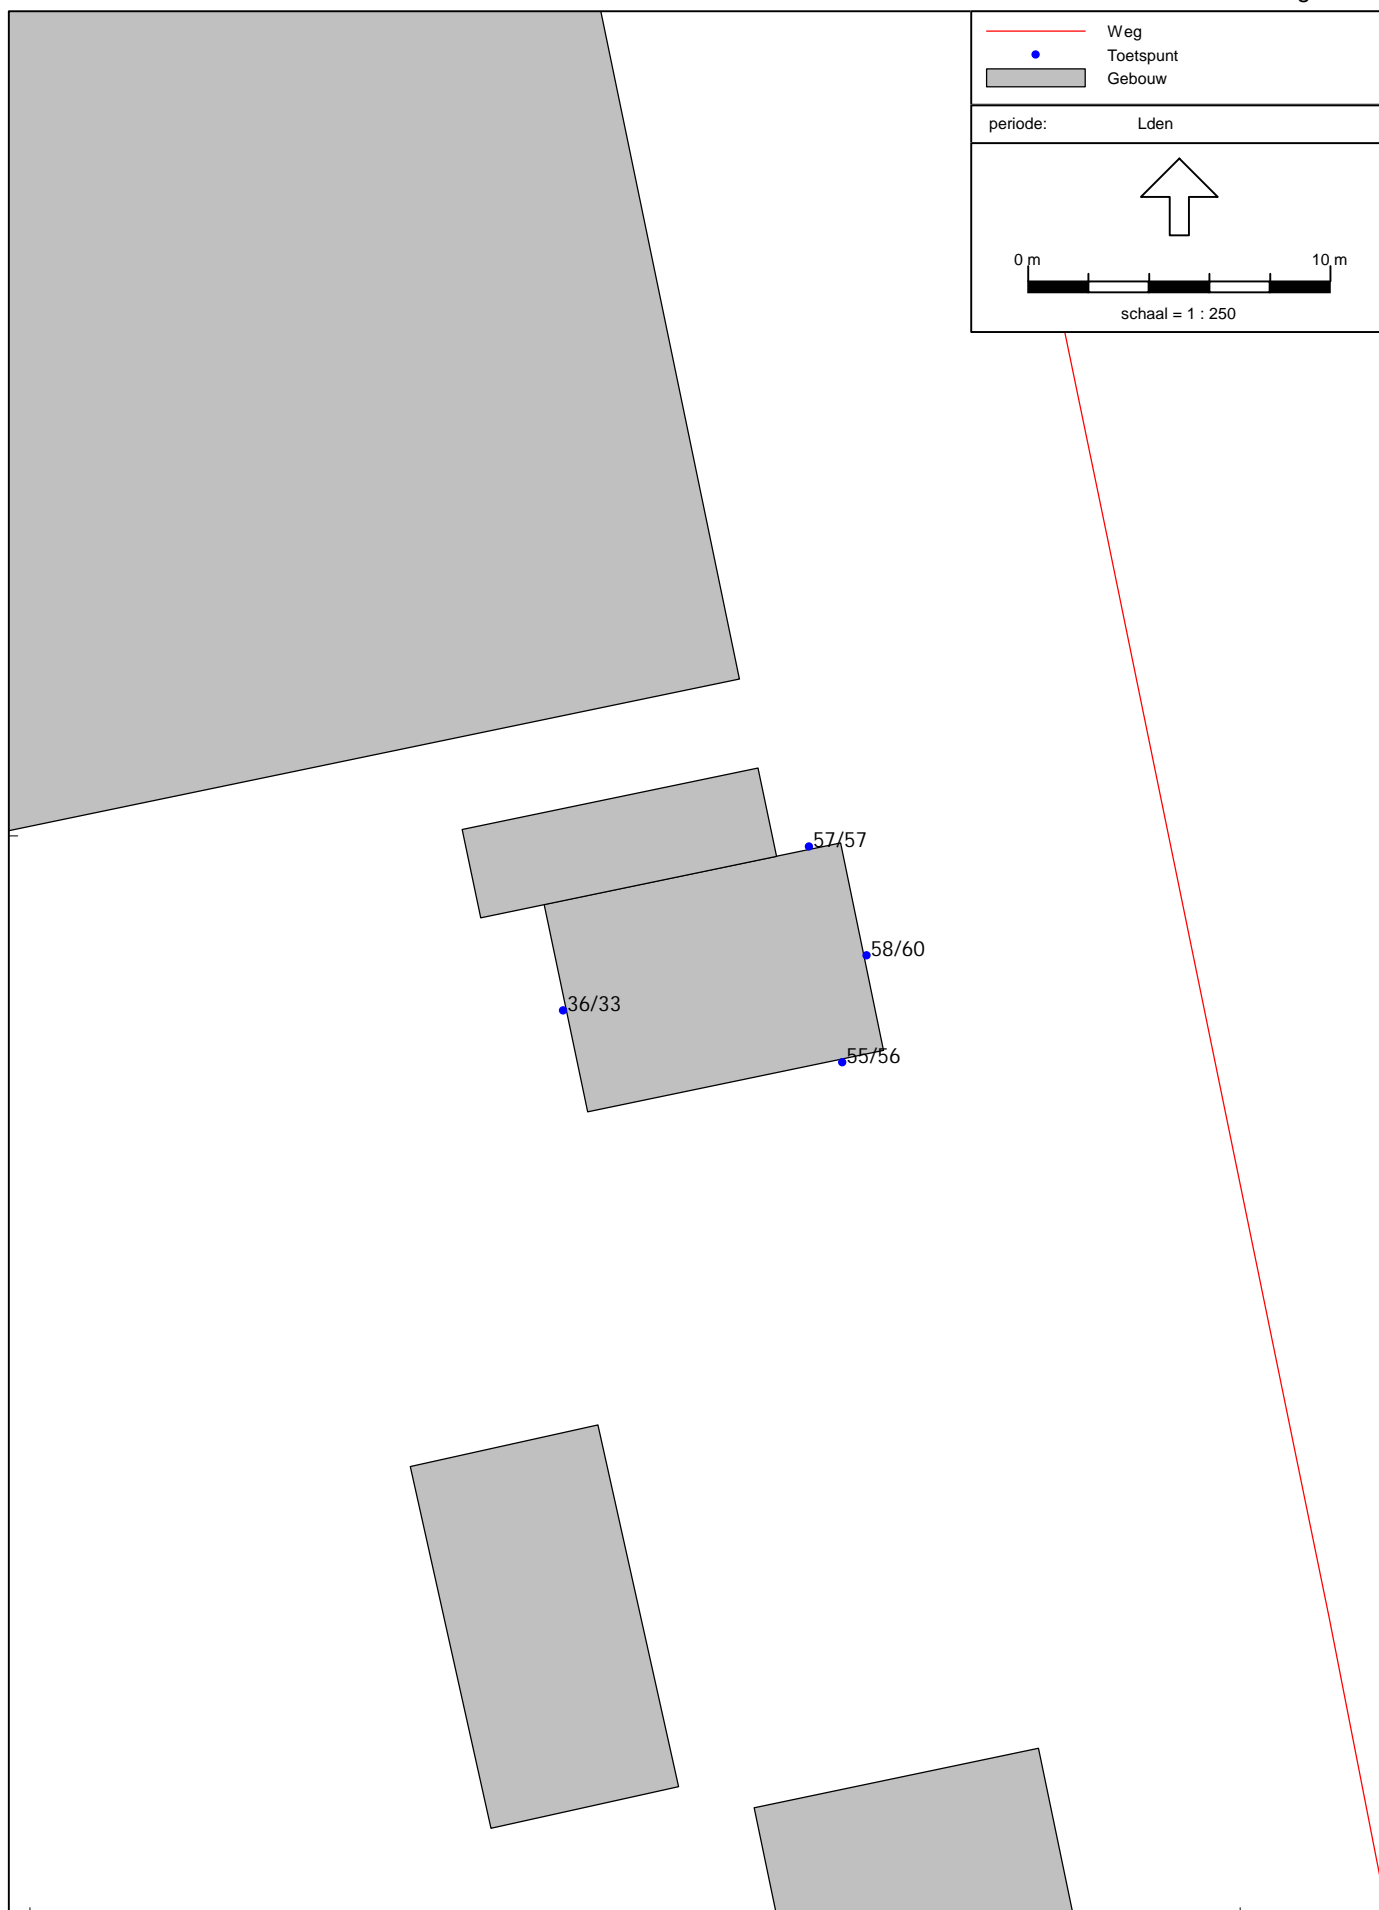 Weg
Toetspunt
Gebouw
periode: Lden
0 m 10 m
schaal = 1 : 250
57/57
58/60
36/33
55/56